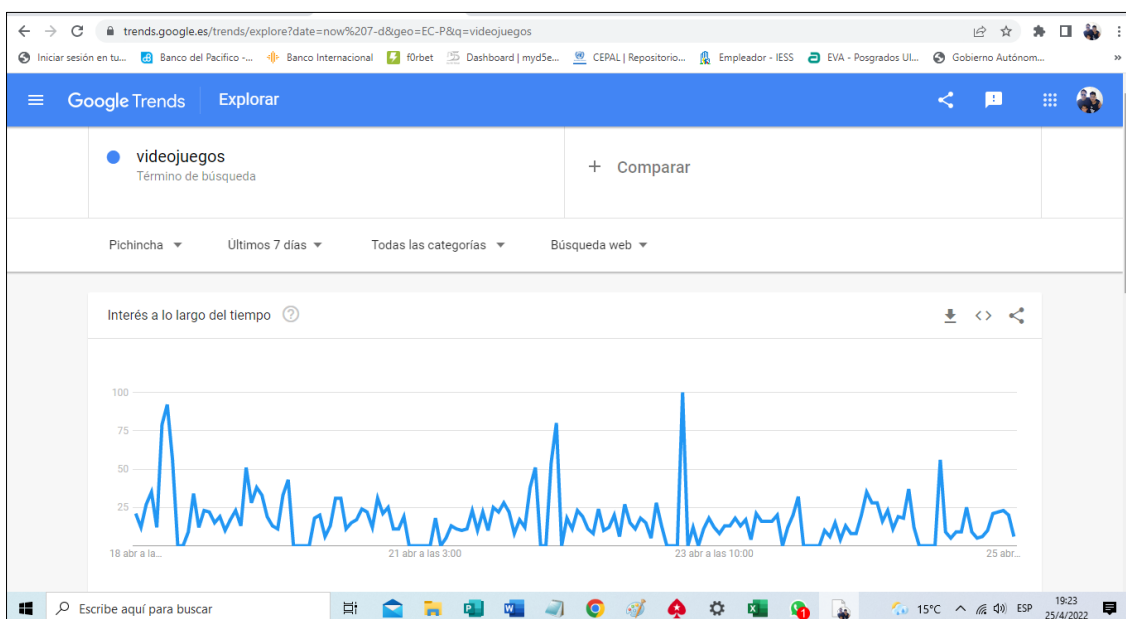 trends.google.es/trends/explore?date=now%207-d&geo=EC-P&q=videojuegos
Iniciar sesión en tu... Banco del Pacifico -... Banco Internacional f0rbet Dashboard | myd5e... CEPAL | Repositorio... Empleador - IESS EVA - Posgrados UI... Gobierno Autónom... »
Google Trends Explorar
videojuegos
Término de búsqueda
+ Comparar
Pichincha Últimos 7 días Todas las categorías Búsqueda web
Interés a lo largo del tiempo ?
100
75
50
25
18 abr a la... 21 abr a las 3:00 23 abr a las 10:00 25 abr...
Escribe aquí para buscar 1 15°C ESP 19:23
25/4/2022